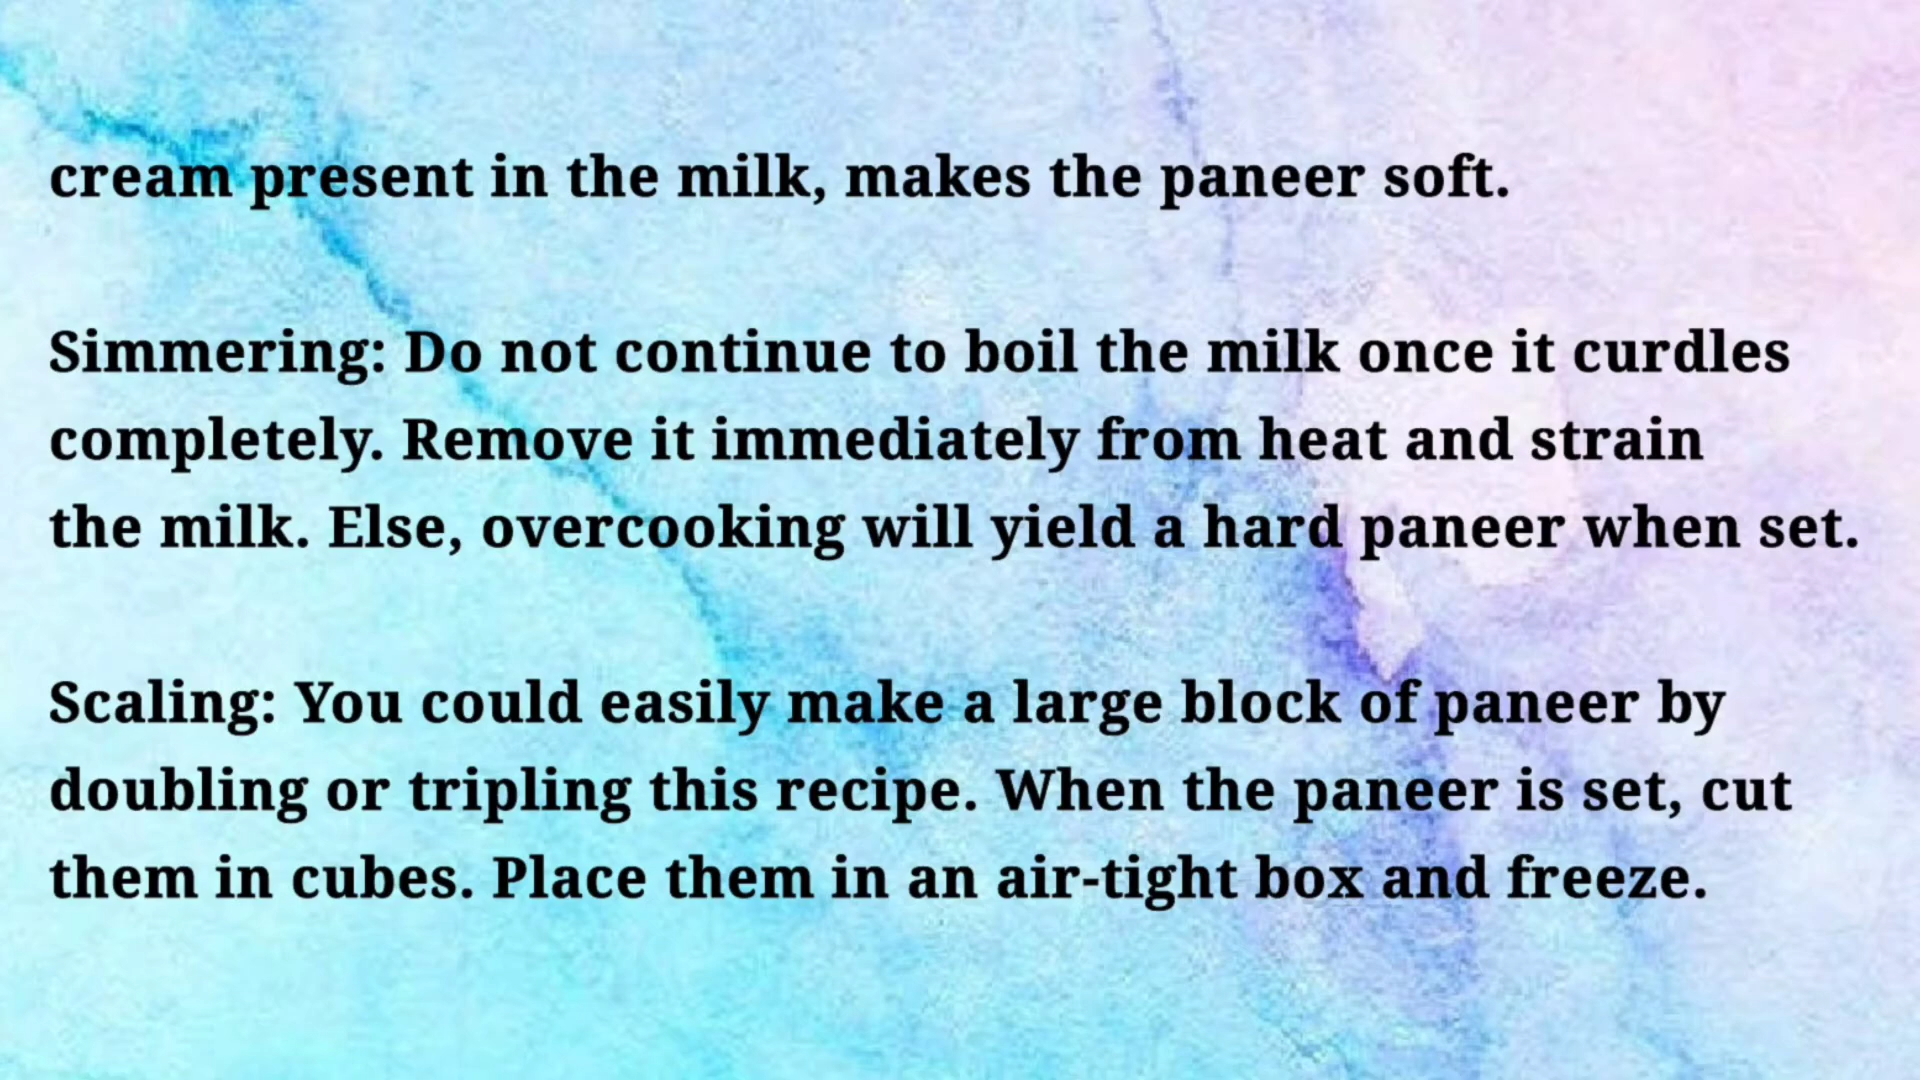 cream present in the milk, makes the paneer soft.
Simmering: Do not continue to boil the milk once it curdles
completely. Remove it immediately from heat and strain
the milk. Else, overcooking will yield a hard paneer when set.
Scaling: You could easily make a large block of paneer by
doubling or tripling this recipe. When the paneer is set, cut
them in cubes. Place them in an air-tight box and freeze.